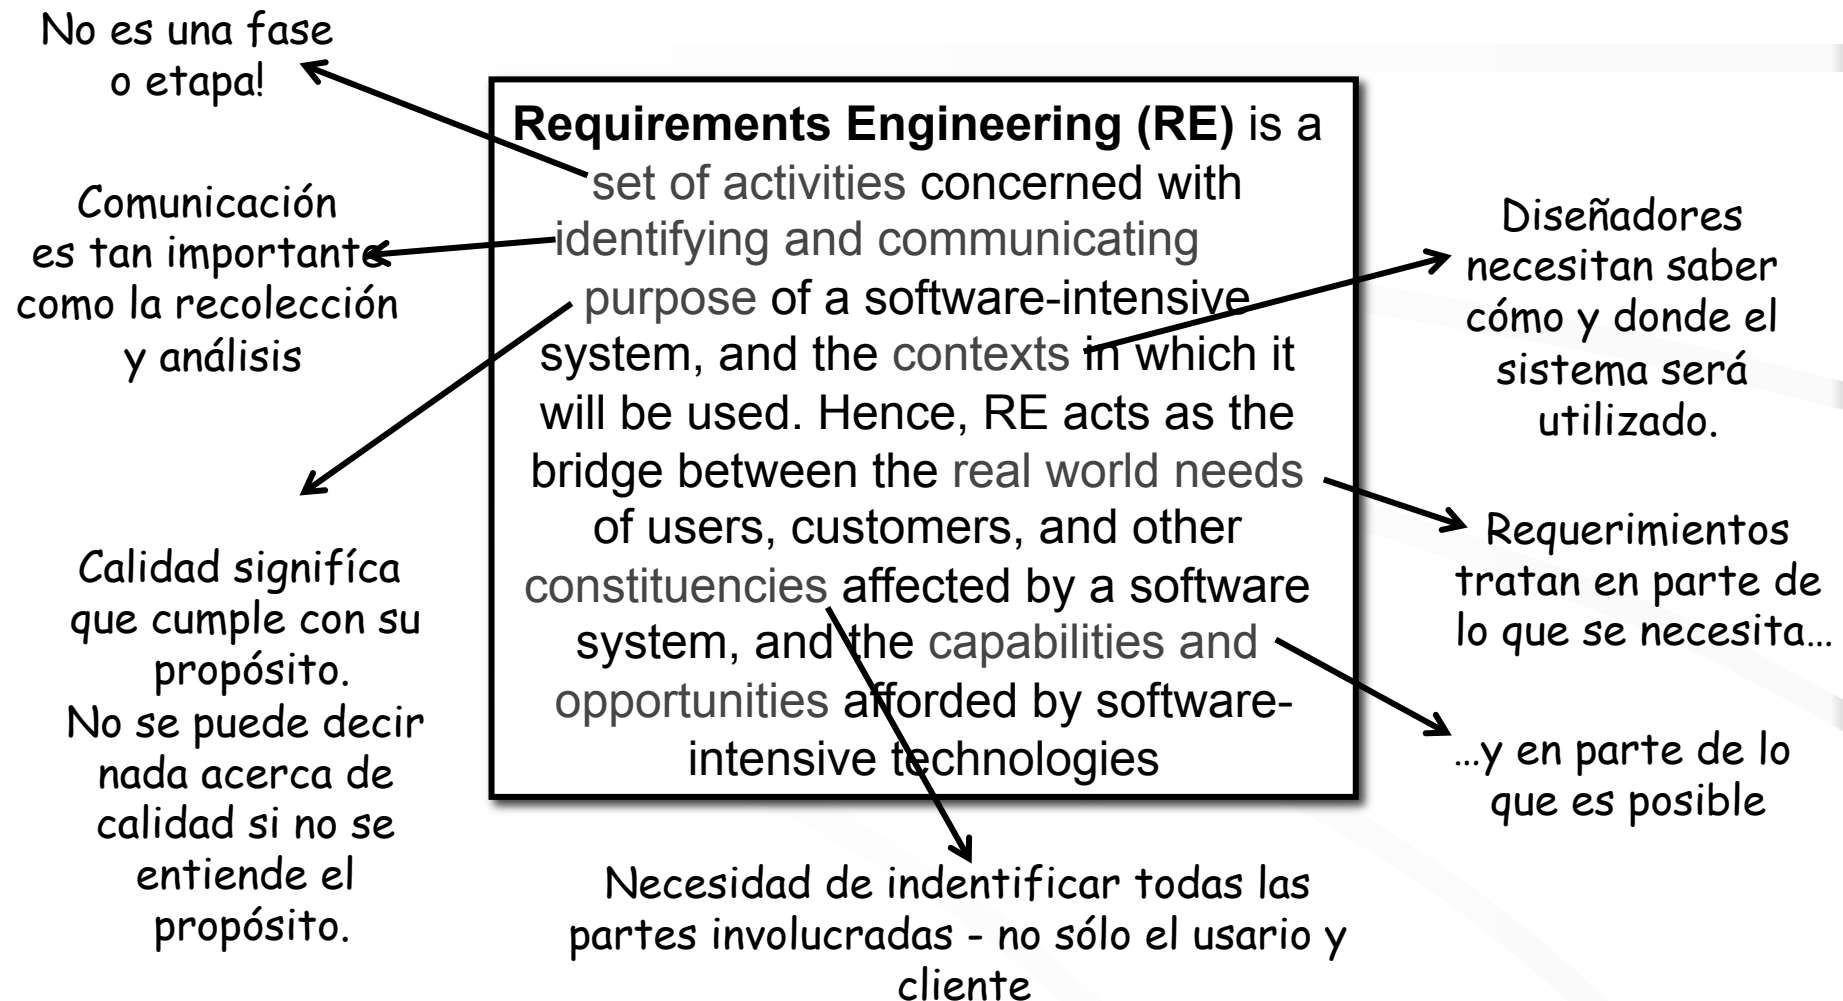 No es una fase
o etapa!
Comunicación
es tan importante
como la recolección
y análisis
Calidad signifíca
que cumple con su
propósito.
No se puede decir
nada acerca de
calidad si no se
entiende el
propósito.
Requirements Engineering (RE) is a
set of activities concerned with
identifying and communicating
purpose of a software-intensive
system, and the contexts in which it
will be used. Hence, RE acts as the
bridge between the real world needs
of users, customers, and other
constituencies affected by a software
system, and the capabilities and
opportunities afforded by software-
intensive technologies
Diseñadores
necesitan saber
cómo y donde el
sistema será
utilizado.
Requerimientos
tratan en parte de
lo que se necesita...
...y en parte de lo
que es posible
Necesidad de indentificar todas las
partes involucradas - no sólo el usario y
cliente